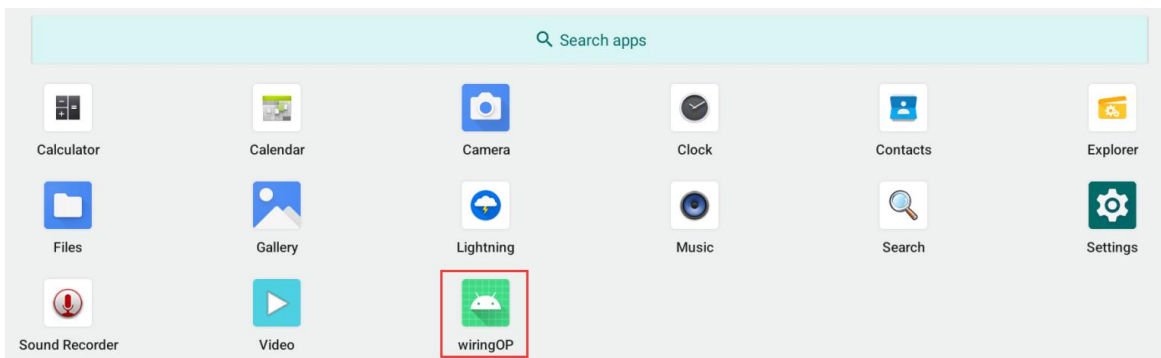 Search apps
Calculator Calendar Camera Clock Contacts Explorer
Files Gallery Lightning Music Search Settings
Sound Recorder Video wiringOP